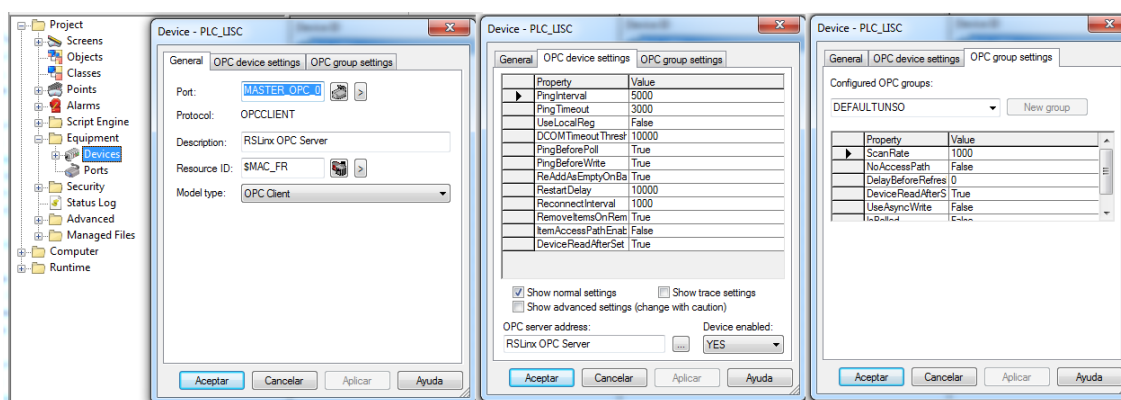 Project
Screens
Objects
Classes
Points
Alarms
Script Engine
Equipment
Devices
Ports
Security
Status Log
Advanced
Managed Files
Computer
Runtime
Device - PLC_LISC
General OPC device settings OPC group settings
Port: MASTER_OPC_0 >
Protocol: OPCCLIENT
Description: RSLinx OPC Server
Resource ID: $MAC_FR >
Model type: OPC Client
Aceptar Cancelar Aplicar Ayuda
Device - PLC_LISC
General OPC device settings OPC group settings
Property Value
PingInterval 5000
PingTimeout 3000
UseLocalReg False
DCOMTimeoutThresh 10000
PingBeforePoll True
PingBeforeWrite True
ReAddAsEmptyOnBa True
RestartDelay 10000
ReconnectInterval 1000
RemoveItemsOnRem True
ItemAccessPathEnab False
DeviceReadAfterSet True
Show normal settings Show trace settings
Show advanced settings (change with caution)
OPC server address: Device enabled:
RSLinx OPC Server ... YES
Aceptar Cancelar Aplicar Ayuda
Device - PLC_LISC
General OPC device settings OPC group settings
Configured OPC groups:
DEFAULTUNSO New group
Property Value
ScanRate 1000
NoAccessPath False
DelayBeforeRefres 0
DeviceReadAfterS True
UseAsyncWrite False
Aceptar Cancelar Aplicar Ayuda